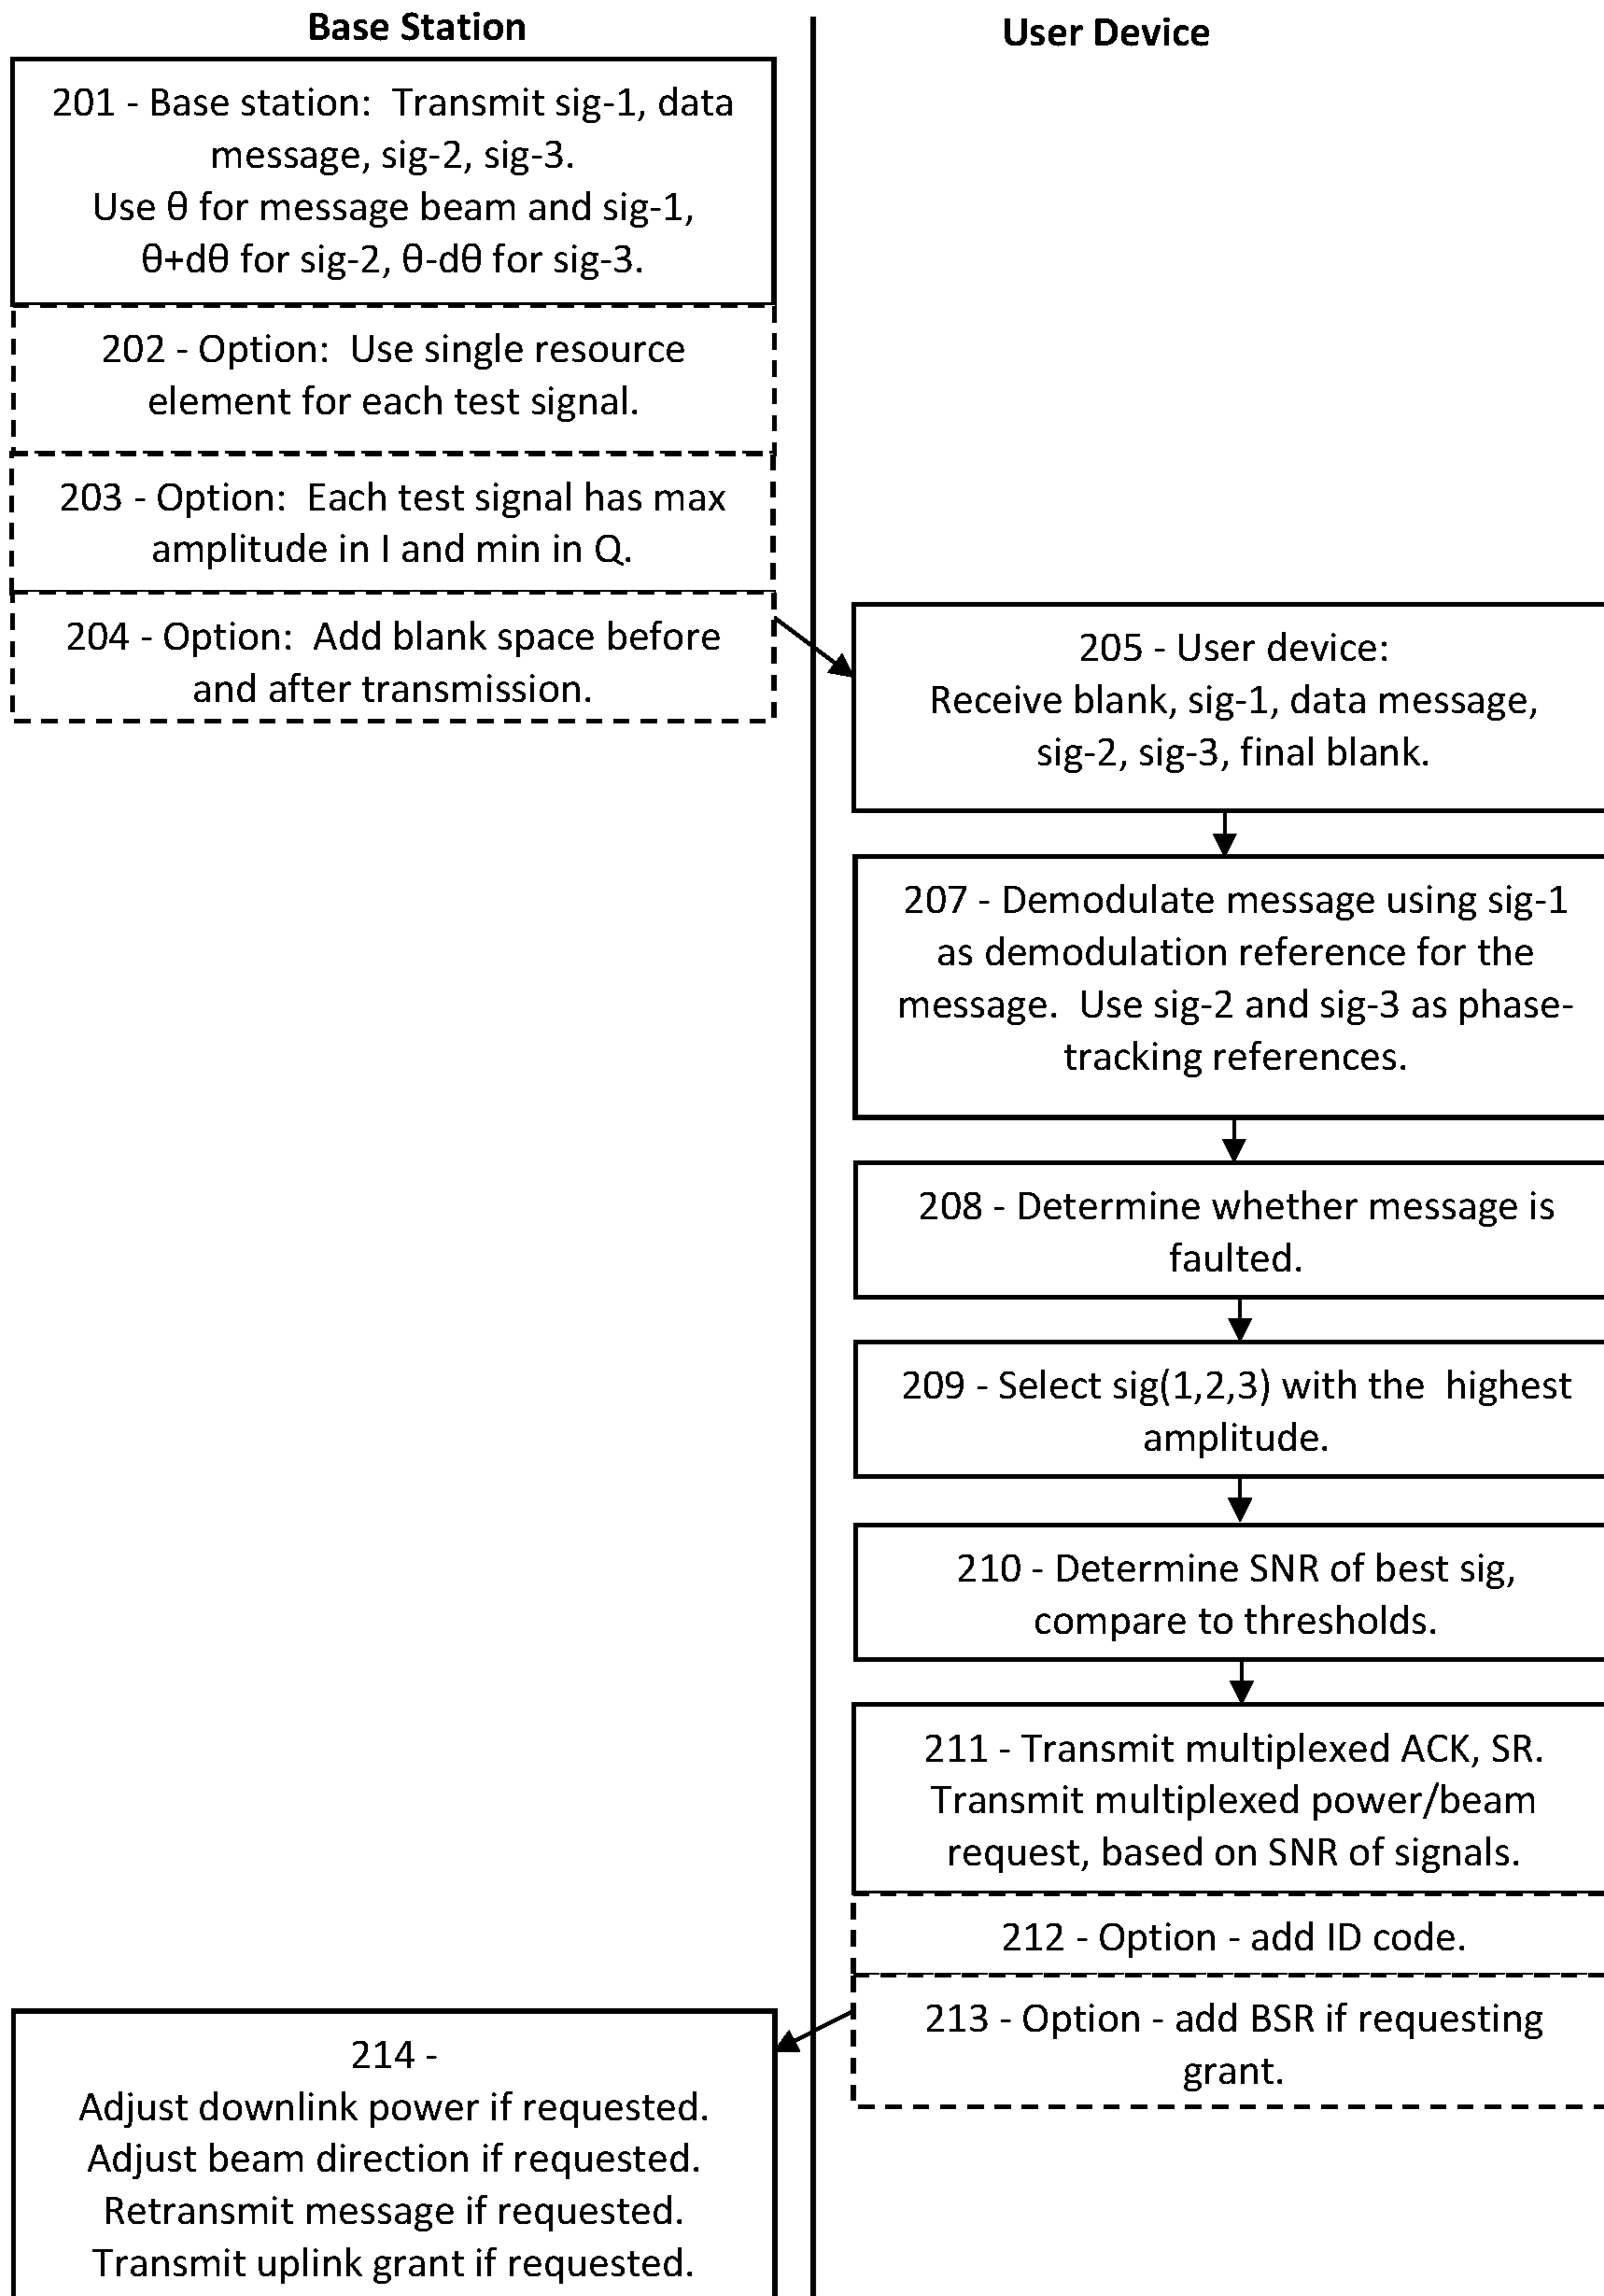 Base Station
User Device
201 - Base station: Transmit sig-1, data
message, sig-2, sig-3.
Use θ for message beam and sig-1,
θ+dθ for sig-2, θ-dθ for sig-3.
202 - Option: Use single resource
element for each test signal.
203 - Option: Each test signal has max
amplitude in I and min in Q.
204 - Option: Add blank space before
and after transmission.
205 - User device:
Receive blank, sig-1, data message,
sig-2, sig-3, final blank.
207 - Demodulate message using sig-1
as demodulation reference for the
message. Use sig-2 and sig-3 as phase-
tracking references.
208 - Determine whether message is
faulted.
209 - Select sig(1,2,3) with the highest
amplitude.
210 - Determine SNR of best sig,
compare to thresholds.
211 - Transmit multiplexed ACK, SR.
Transmit multiplexed power/beam
request, based on SNR of signals.
212 - Option - add ID code.
213 - Option - add BSR if requesting
grant.
214 -
Adjust downlink power if requested.
Adjust beam direction if requested.
Retransmit message if requested.
Transmit uplink grant if requested.